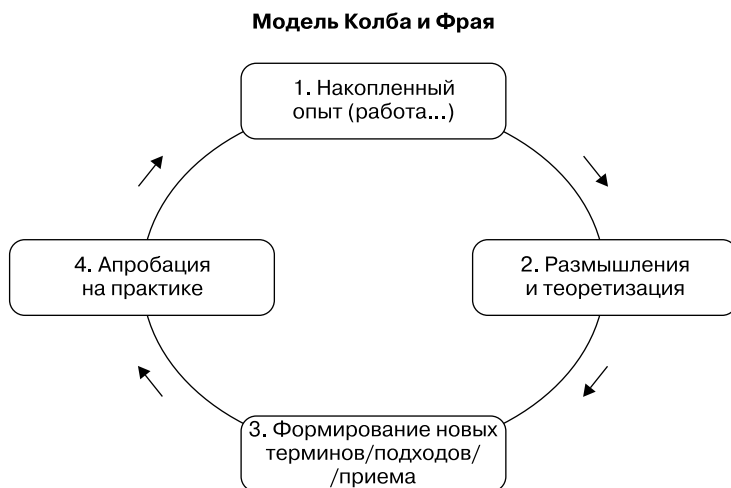 Модель Колба и Фрая
1. Накопленный
опыт (работа...)
2. Размышления
и теоретизация
3. Формирование новых
терминов/подходов/
/приема
4. Апробация
на практике